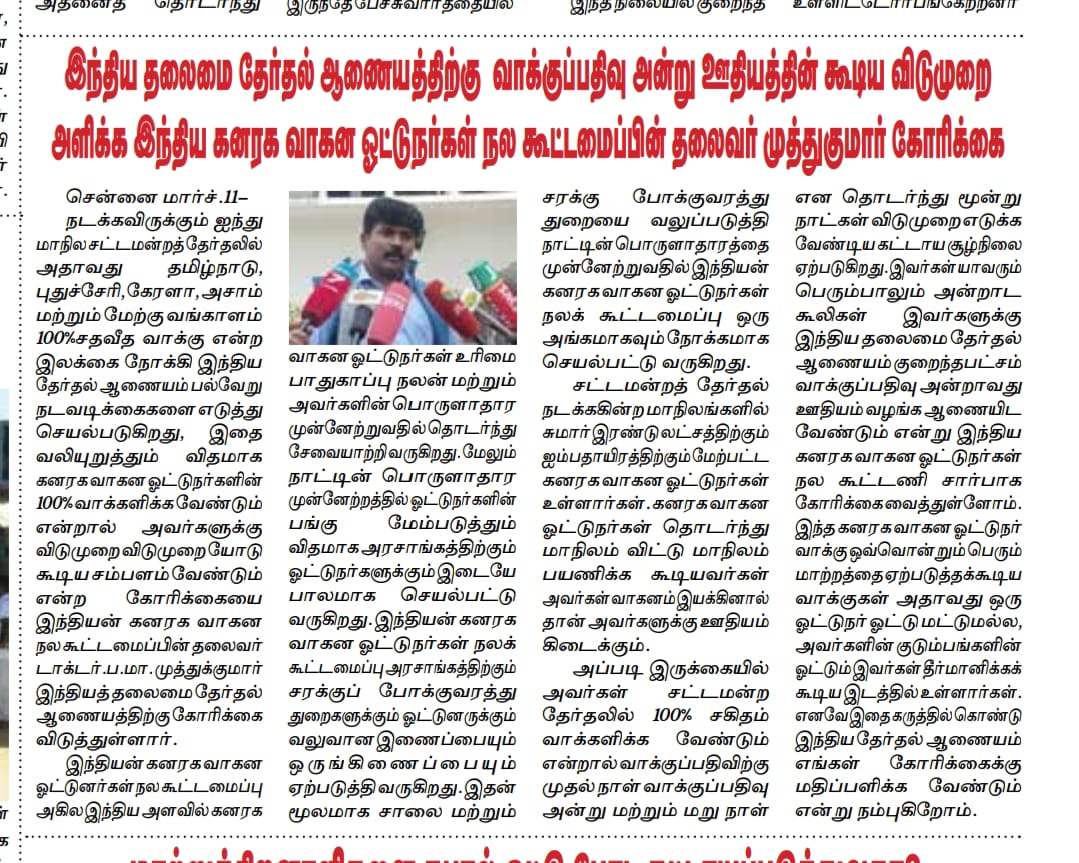 அதனைத் தொடர்ந்து
இருந்தே பேச்சுவார்த்தையில்
இந்த நிலையில் குறைந்த
உள்ளிட்டோர் பங்கேற்றனர்
இந்திய தலைமை தேர்தல் ஆணையத்திற்கு வாக்குப்பதிவு அன்று ஊதியத்தின் கூடிய விடுமுறை
அளிக்க இந்திய கனரக வாகன ஓட்டுநர்கள் நல கூட்டமைப்பின் தலைவர் முத்துகுமார் கோரிக்கை
சென்னை மார்ச்.11–
நடக்கவிருக்கும் ஐந்து
மாநில சட்டமன்றத் தேர்தலில்
அதாவது தமிழ்நாடு,
புதுச்சேரி, கேரளா, அசாம்
மற்றும் மேற்கு வங்காளம்
100% சதவீத வாக்கு என்ற
இலக்கை நோக்கி இந்திய
தேர்தல் ஆணையம் பல்வேறு
நடவடிக்கைகளை எடுத்து
செயல்படுகிறது, இதை
வலியுறுத்தும் விதமாக
கனரக வாகன ஓட்டுநர்களின்
100% வாக்களிக்க வேண்டும்
என்றால் அவர்களுக்கு
விடுமுறை விடுமுறையோடு
கூடிய சம்பளம் வேண்டும்
என்ற கோரிக்கையை
இந்தியன் கனரக வாகன
நல கூட்டமைப்பின் தலைவர்
டாக்டர்.ப.மா.முத்துக்குமார்
இந்தியத் தலைமை தேர்தல்
ஆணையத்திற்கு கோரிக்கை
விடுத்துள்ளார்.
இந்தியன் கனரக வாகன
ஓட்டுனர்கள் நல கூட்டமைப்பு
அகில இந்திய அளவில் கனரக
வாகன ஓட்டுநர்கள் உரிமை
பாதுகாப்பு நலன் மற்றும்
அவர்களின் பொருளாதார
முன்னேற்றுவதில் தொடர்ந்து
சேவையாற்றி வருகிறது. மேலும்
நாட்டின் பொருளாதார
முன்னேற்றத்தில் ஓட்டுநர்களின்
பங்கு மேம்படுத்தும்
விதமாக அரசாங்கத்திற்கும்
ஓட்டுநர்களுக்கும் இடையே
பாலமாக செயல்பட்டு
வருகிறது. இந்தியன் கனரக
வாகன ஓட்டுநர்கள் நலக்
கூட்டமைப்பு அரசாங்கத்திற்கும்
சரக்குப் போக்குவரத்து
துறைகளுக்கும் ஓட்டுனருக்கும்
வலுவான இணைப்பையும்
ஒருங்கிணைப்பையும்
ஏற்படுத்தி வருகிறது. இதன்
மூலமாக சாலை மற்றும்
சரக்கு போக்குவரத்து
துறையை வலுப்படுத்தி
நாட்டின் பொருளாதாரத்தை
முன்னேற்றுவதில் இந்தியன்
கனரக வாகன ஓட்டுநர்கள்
நலக் கூட்டமைப்பு ஒரு
அங்கமாகவும் நோக்கமாக
செயல்பட்டு வருகிறது.
சட்டமன்றத் தேர்தல்
நடக்ககின்ற மாநிலங்களில்
சுமார் இரண்டு லட்சத்திற்கும்
ஐம்பதாயிரத்திற்கும் மேற்பட்ட
கனரக வாகன ஓட்டுநர்கள்
உள்ளார்கள். கனரக வாகன
ஓட்டுநர்கள் தொடர்ந்து
மாநிலம் விட்டு மாநிலம்
பயணிக்க கூடியவர்கள்
அவர்கள் வாகனம் இயக்கினால்
தான் அவர்களுக்கு ஊதியம்
கிடைக்கும்.
அப்படி இருக்கையில்
அவர்கள் சட்டமன்ற
தேர்தலில் 100% சகிதம்
வாக்களிக்க வேண்டும்
என்றால் வாக்குப்பதிவிற்கு
முதல் நாள் வாக்குப்பதிவு
அன்று மற்றும் மறு நாள்
என தொடர்ந்து மூன்று
நாட்கள் விடுமுறை எடுக்க
வேண்டிய கட்டாய சூழ்நிலை
ஏற்படுகிறது. இவர்கள் யாவரும்
பெரும்பாலும் அன்றாட
கூலிகள் இவர்களுக்கு
இந்திய தலைமை தேர்தல்
ஆணையம் குறைந்தபட்சம்
வாக்குப்பதிவு அன்றாவது
ஊதியம் வழங்க ஆணையிட
வேண்டும் என்று இந்திய
கனரக வாகன ஓட்டுநர்கள்
நல கூட்டணி சார்பாக
கோரிக்கை வைத்துள்ளோம்.
இந்த கனரக வாகன ஓட்டுநர்
வாக்கு ஒவ்வொன்றும் பெரும்
மாற்றத்தை ஏற்படுத்தக்கூடிய
வாக்குகள் அதாவது ஒரு
ஓட்டுநர் ஓட்டு மட்டுமல்ல,
அவர்களின் குடும்பங்களின்
ஓட்டும் இவர்கள் தீர்மானிக்கக்
கூடிய இடத்தில் உள்ளார்கள்.
எனவே இதை கருத்தில் கொண்டு
இந்திய தேர்தல் ஆணையம்
எங்கள் கோரிக்கைக்கு
மதிப்பளிக்க வேண்டும்
என்று நம்புகிறோம்.